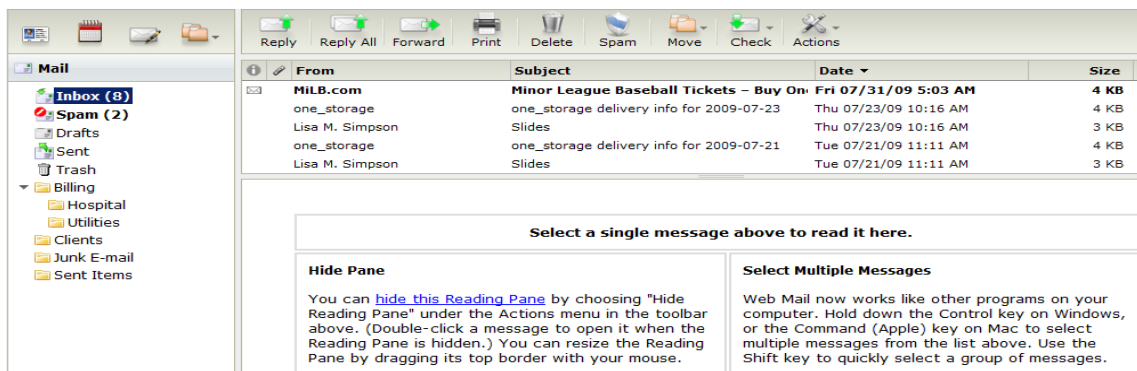 Reply Reply All Forward Print Delete Spam Move Check Actions
Mail
Inbox (8)
Spam (2)
Drafts
Sent
Trash
Billing
Hospital
Utilities
Clients
Junk E-mail
Sent Items
From Subject Date Size
MiLB.com Minor League Baseball Tickets – Buy On Fri 07/31/09 5:03 AM 4 KB
one_storage one_storage delivery info for 2009-07-23 Thu 07/23/09 10:16 AM 4 KB
Lisa M. Simpson Slides Thu 07/23/09 10:16 AM 3 KB
one_storage one_storage delivery info for 2009-07-21 Tue 07/21/09 11:11 AM 4 KB
Lisa M. Simpson Slides Tue 07/21/09 11:11 AM 3 KB
Select a single message above to read it here.
Hide Pane
You can hide this Reading Pane by choosing "Hide
Reading Pane" under the Actions menu in the toolbar
above. (Double-click a message to open it when the
Reading Pane is hidden.) You can resize the Reading
Pane by dragging its top border with your mouse.
Select Multiple Messages
Web Mail now works like other programs on your
computer. Hold down the Control key on Windows,
or the Command (Apple) key on Mac to select
multiple messages from the list above. Use the
Shift key to quickly select a group of messages.